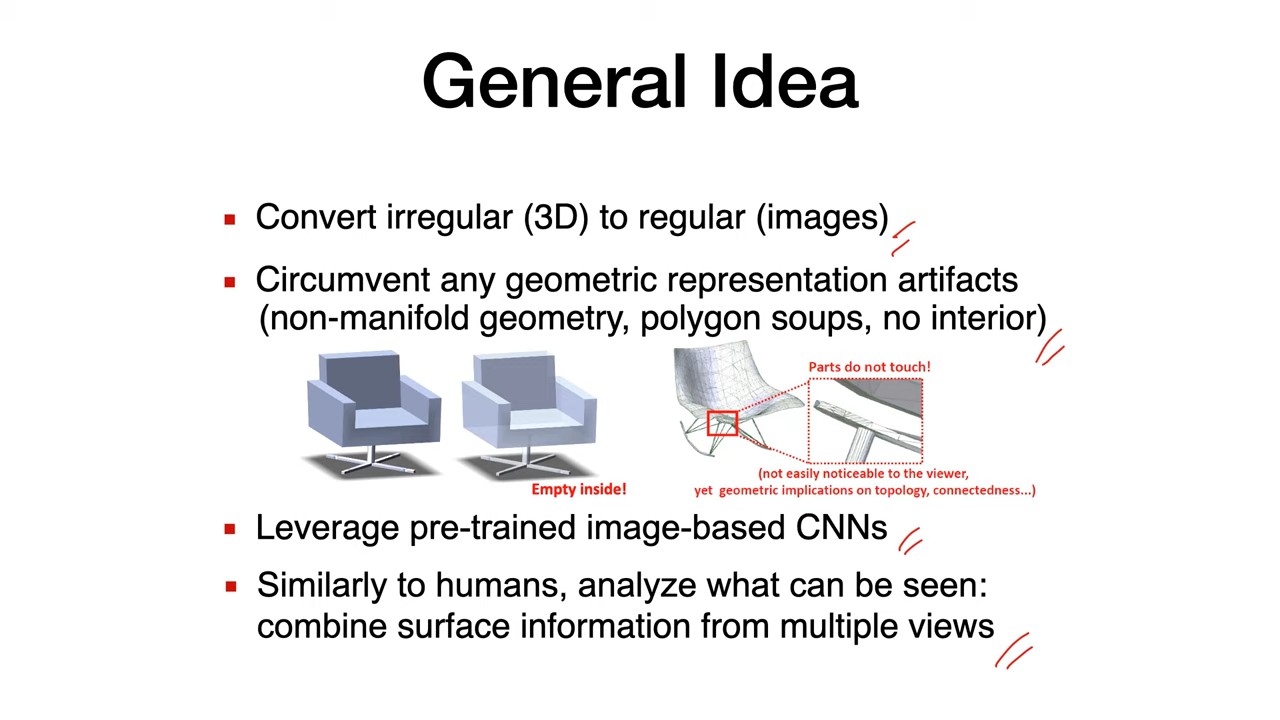 General Idea
Convert irregular (3D) to regular (images)
Circumvent any geometric representation artifacts
(non-manifold geometry, polygon soups, no interior)
Empty inside!
Parts do not touch!
(not easily noticeable to the viewer,
yet geometric implications on topology, connectedness...)
Leverage pre-trained image-based CNNs
Similarly to humans, analyze what can be seen:
combine surface information from multiple views